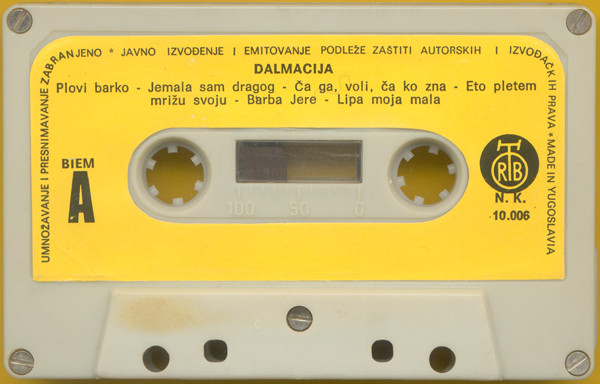 UMNOŽAVANJE I PRESNIMAVANJE ZABRANJENO * JAVNO IZVOĐENJE I EMITOVANJE PODLEŽE ZAŠTITI AUTORSKIH I IZVOĐAČKIH PRAVA * MADE IN YUGOSLAVIA
DALMACIJA
Plovi barko - Jemala sam dragog - Ča ga, voli, ča ko zna - Eto pletem
mrižu svoju - Barba Jere - Lipa moja mala
BIEM
A
RTB
N. K.
10.006
100 50 0